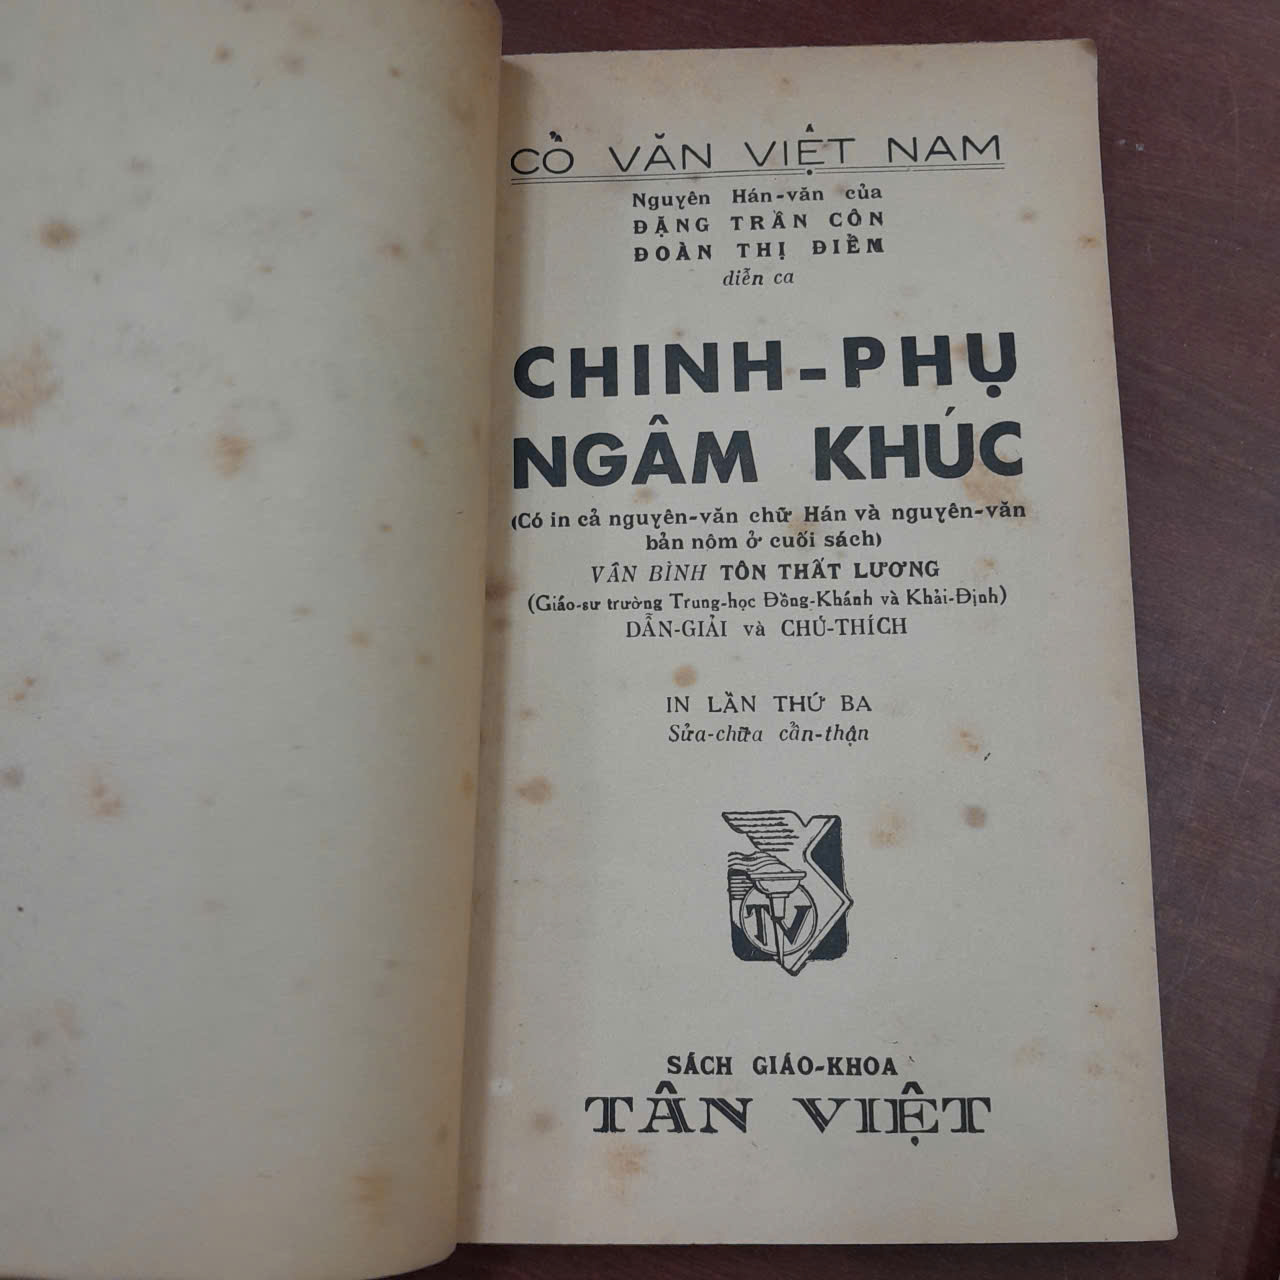 CỔ VĂN VIỆT NAM
Nguyên Hán-văn của
ĐẶNG TRẦN CÔN
ĐOÀN THỊ ĐIỂM
diễn ca
CHINH-PHỤ
NGÂM KHÚC
(Có in cả nguyên-văn chữ Hán và nguyên-văn
bản nôm ở cuối sách)
VÂN BÌNH TÔN THẤT LƯƠNG
(Giáo-sư trường Trung-học Đồng-Khánh và Khải-Định)
DẪN-GIẢI và CHÚ-THÍCH
IN LẦN THỨ BA
Sửa-chữa cẩn-thận
TV
SÁCH GIÁO-KHOA
TÂN VIỆT